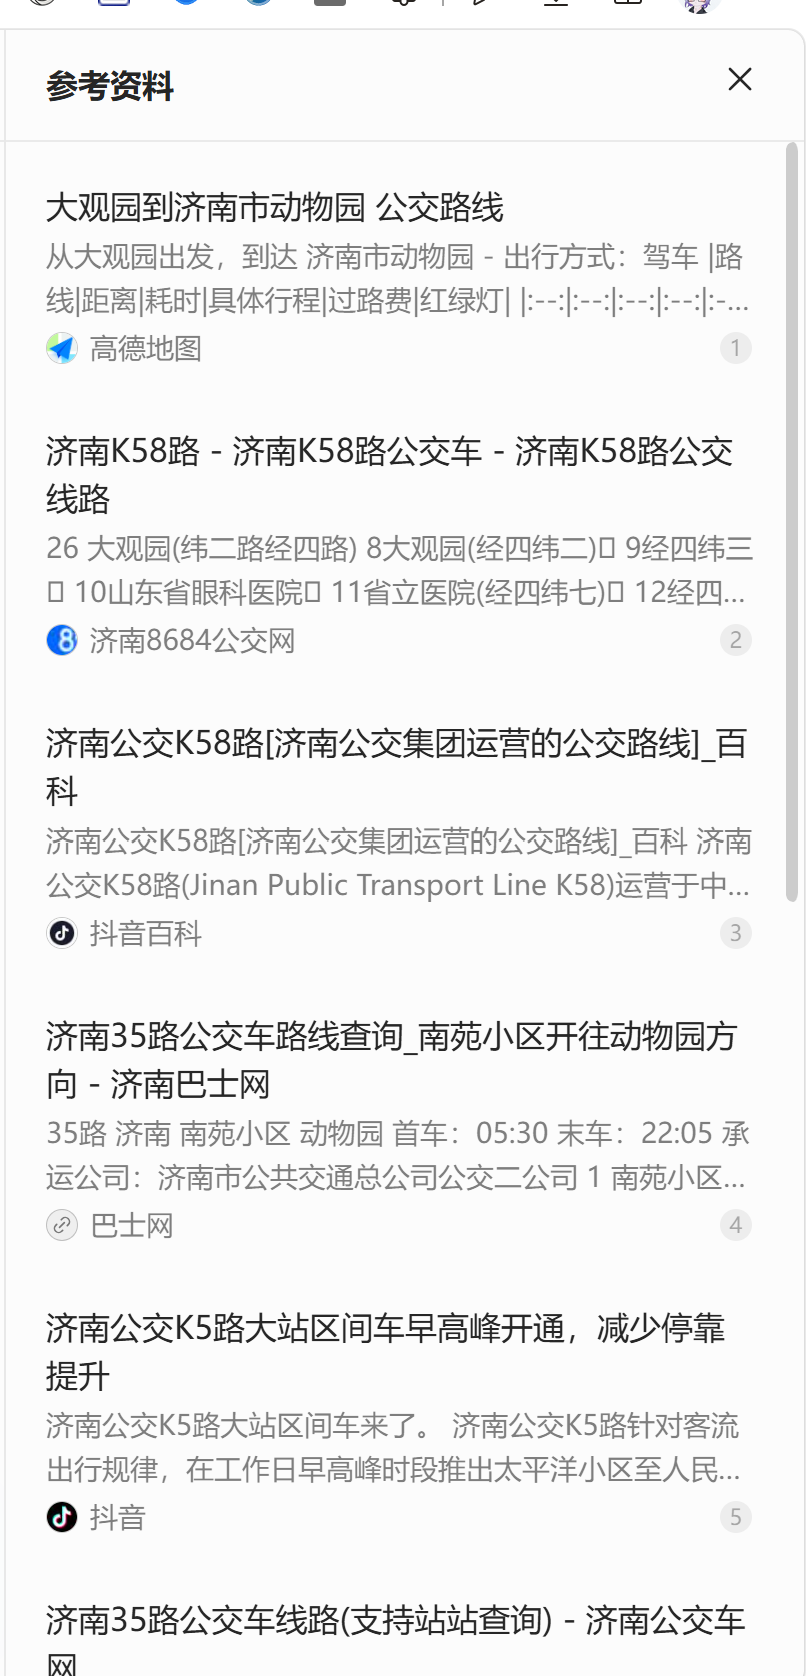 参考资料
大观园到济南市动物园 公交路线
从大观园出发，到达 济南市动物园 - 出行方式：驾车 |路
线|距离|耗时|具体行程|过路费|红绿灯| |:--:|:--:|:--:|:--:|:-...
高德地图
1
济南K58路 - 济南K58路公交车 - 济南K58路公交
线路
26 大观园(纬二路经四路) 8大观园(经四纬二)▯ 9经四纬三
▯ 10山东省眼科医院▯ 11省立医院(经四纬七)▯ 12经四...
济南8684公交网
2
济南公交K58路[济南公交集团运营的公交路线]_百
科
济南公交K58路[济南公交集团运营的公交路线]_百科 济南
公交K58路(Jinan Public Transport Line K58)运营于中...
抖音百科
3
济南35路公交车路线查询_南苑小区开往动物园方
向 - 济南巴士网
35路 济南 南苑小区 动物园 首车：05:30 末车：22:05 承
运公司：济南市公共交通总公司公交二公司 1 南苑小区...
巴士网
4
济南公交K5路大站区间车早高峰开通，减少停靠
提升
济南公交K5路大站区间车来了。 济南公交K5路针对客流
出行规律，在工作日早高峰时段推出太平洋小区至人民...
抖音
5
济南35路公交车线路(支持站站查询) - 济南公交车
网